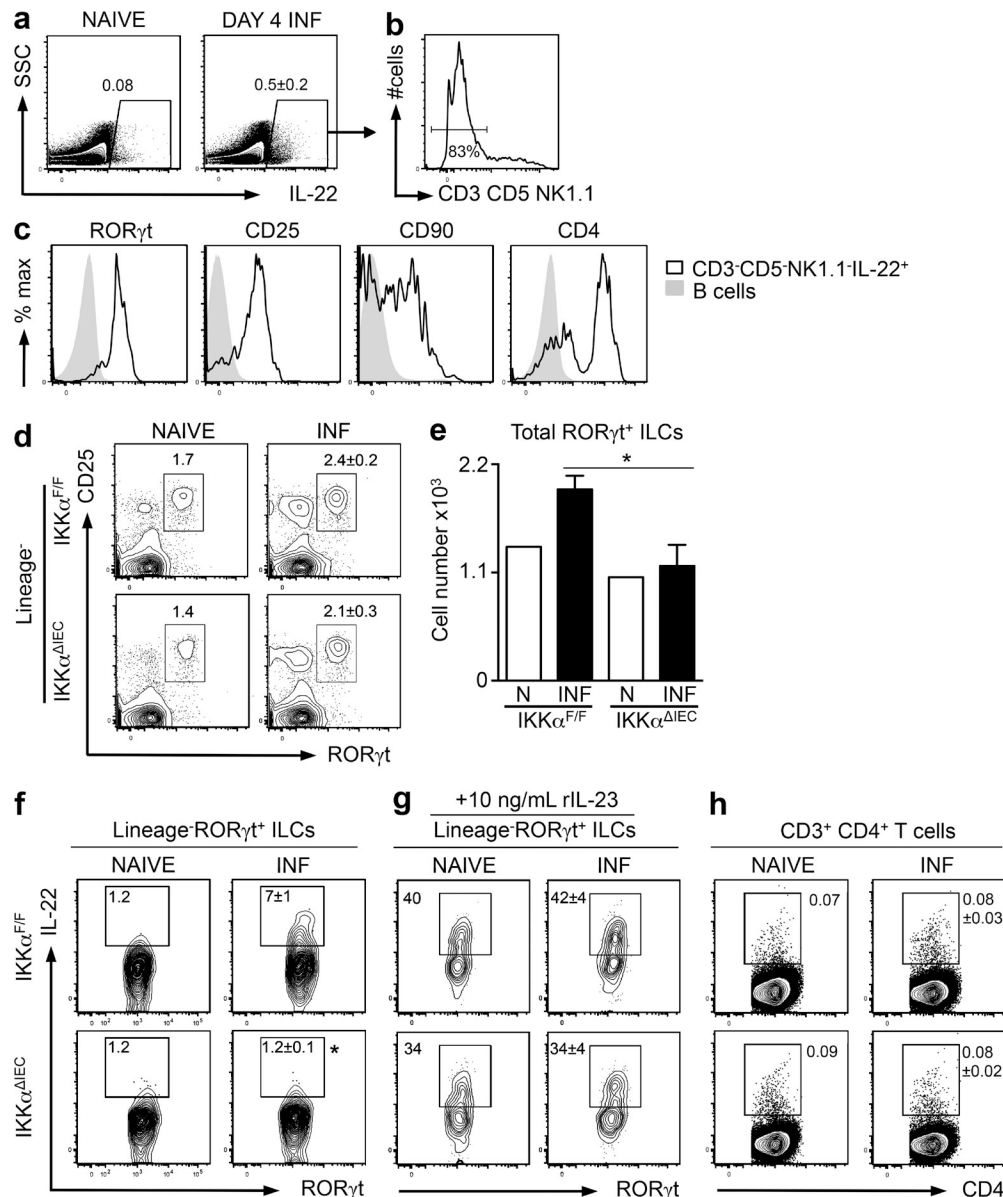 a
NAIVE
DAY 4 INF
SSC
0.08
0.5±0.2
IL-22
b
#cells
83%
CD3 CD5 NK1.1
c
RORγt
CD25
CD90
CD4
% max
CD3⁻CD5⁻NK1.1⁻IL-22⁺
B cells
d
NAIVE
INF
CD25
Lineage⁻
IKKα^F/F
1.7
2.4±0.2
IKKα^ΔIEC
1.4
2.1±0.3
RORγt
e
Total RORγt⁺ ILCs
*
Cell number x10³
2.2
1.1
0
N
INF
N
INF
IKKα^F/F
IKKα^ΔIEC
f
Lineage⁻RORγt⁺ ILCs
NAIVE
INF
IL-22
IKKα^F/F
1.2
7±1
IKKα^ΔIEC
1.2
1.2±0.1
*
0 10² 10³ 10⁴ 10⁵
RORγt
g
+10 ng/mL rIL-23
Lineage⁻RORγt⁺ ILCs
NAIVE
INF
40
42±4
34
34±4
RORγt
h
CD3⁺ CD4⁺ T cells
NAIVE
INF
0.07
0.08
±0.03
0.09
0.08
±0.02
CD4